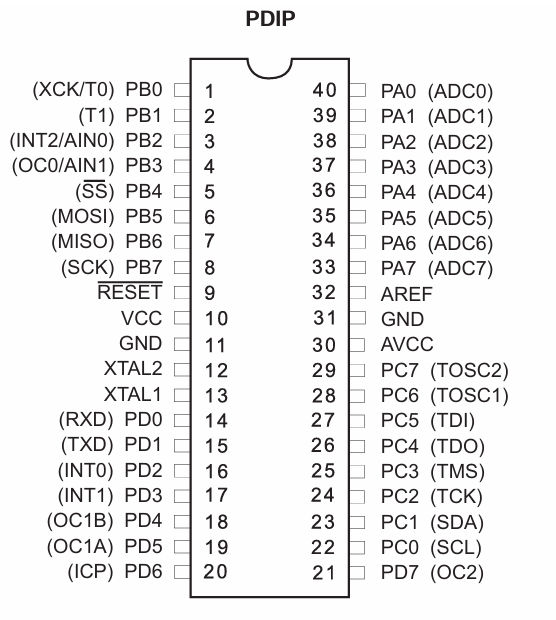 PDIP
(XCK/T0) PB0 1 40 PA0 (ADC0)
(T1) PB1 2 39 PA1 (ADC1)
(INT2/AIN0) PB2 3 38 PA2 (ADC2)
(OC0/AIN1) PB3 4 37 PA3 (ADC3)
(SS) PB4 5 36 PA4 (ADC4)
(MOSI) PB5 6 35 PA5 (ADC5)
(MISO) PB6 7 34 PA6 (ADC6)
(SCK) PB7 8 33 PA7 (ADC7)
RESET 9 32 AREF
VCC 10 31 GND
GND 11 30 AVCC
XTAL2 12 29 PC7 (TOSC2)
XTAL1 13 28 PC6 (TOSC1)
(RXD) PD0 14 27 PC5 (TDI)
(TXD) PD1 15 26 PC4 (TDO)
(INT0) PD2 16 25 PC3 (TMS)
(INT1) PD3 17 24 PC2 (TCK)
(OC1B) PD4 18 23 PC1 (SDA)
(OC1A) PD5 19 22 PC0 (SCL)
(ICP) PD6 20 21 PD7 (OC2)